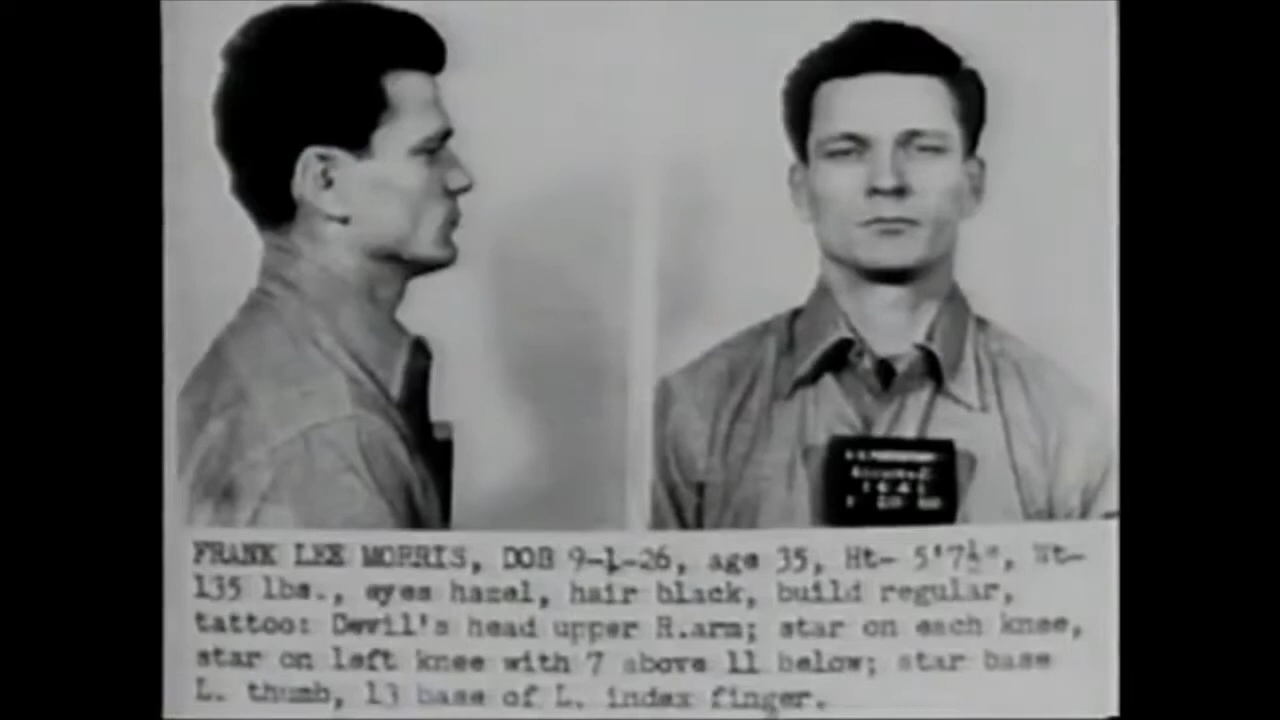 ALCATRAZ
1441
FRANK LEE MORRIS, DOB 9-1-26, age 35, Ht- 5'7½", Wt-
135 lbs., eyes hazel, hair black, build regular,
tattoo: Devil's head upper R.arm; star on each knee,
star on left knee with 7 above 11 below; star base
L. thumb, 13 base of L. index finger.